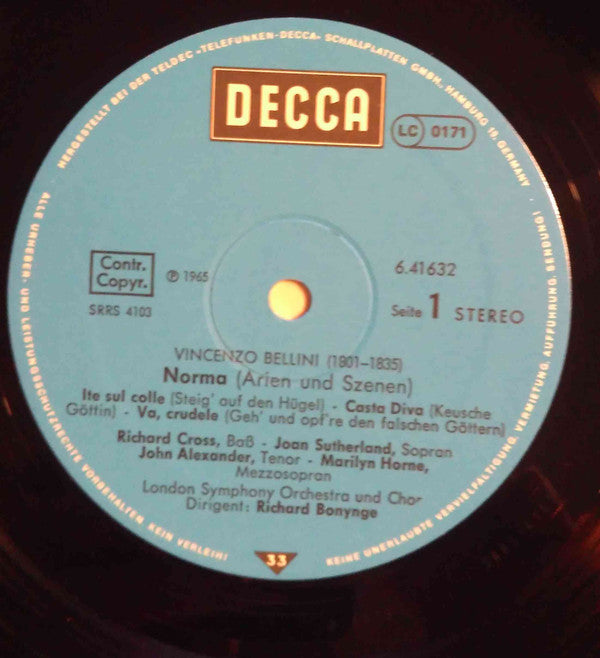 HERGESTELLT BEI DER TELDEC »TELEFUNKEN-DECCA« SCHALLPLATTEN GMBH., HAMBURG 19, GERMANY
DECCA
LC 0171
Contr.
Copyr.
℗ 1965
SRRS 4103
6.41632
Seite 1 STEREO
VINCENZO BELLINI (1801-1835)
Norma (Arien und Szenen)
Ite sul colle (Steig' auf den Hügel) - Casta Diva (Keusche
Göttin) - Va, crudele (Geh' und opf're den falschen Göttern)
Richard Cross, Baß - Joan Sutherland, Sopran
John Alexander, Tenor - Marilyn Horne,
Mezzosopran
London Symphony Orchestra und Chor
Dirigent: Richard Bonynge
33
ALLE URHEBER- UND LEISTUNGSSCHUTZRECHTE VORBEHALTEN KEIN VERLEIH!
KEINE UNERLAUBTE VERVIELFÄLTIGUNG, VERMIETUNG, AUFFÜHRUNG, SENDUNG!